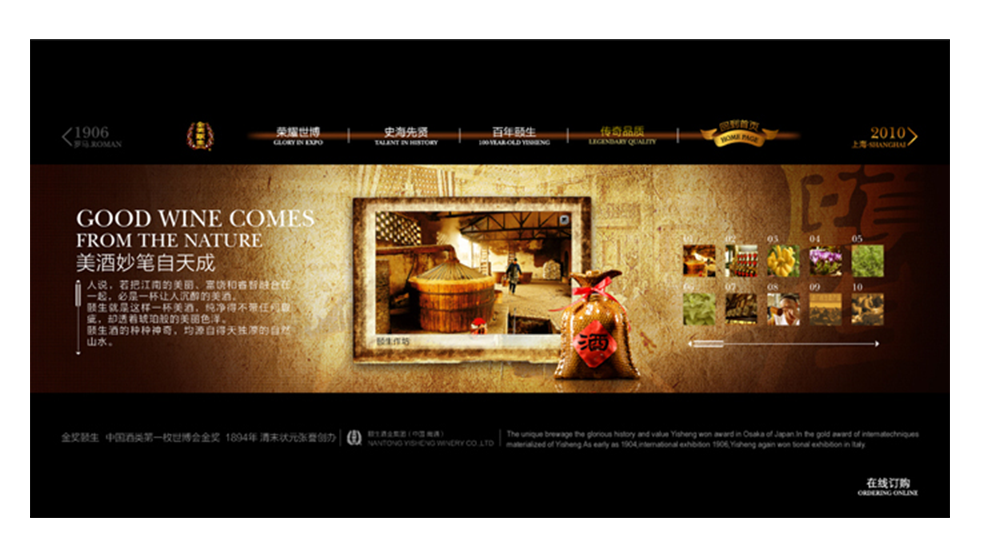 1906
罗马.ROMAN
荣耀世博
GLORY IN EXPO
史海先贤
TALENT IN HISTORY
百年颐生
100-YEAR-OLD YISHENG
传奇品质
LEGENDARY QUALITY
回到首页
HOME PAGE
2010
上海·SHANGHAI
GOOD WINE COMES
FROM THE NATURE
美酒妙笔自天成
人说，若把江南的美丽、富饶和睿智融合在
一起，必是一杯让人沉醉的美酒。
颐生就是这样一杯美酒，纯净得不带任何瑕
疵，却透着琥珀般的美丽色泽。
颐生酒的种种神奇，均源自得天独厚的自然
山水。
颐生作坊
酒
01 02 03 04 05
06 07 08 09 10
金奖颐生 中国酒类第一枚世博会金奖 1894年 清末状元张謇创办
颐生酒业集团（中国·南通）
NANTONG YISHENG WINERY CO.,LTD
The unique brewage the glorious history and value Yisheng won award in Osaka of Japan.In the gold award of internatechniques
materialized of Yisheng.As early as 1904,international exhibition 1906,Yisheng again won tional exhibition in Italy.
在线订购
ORDERING ONLINE